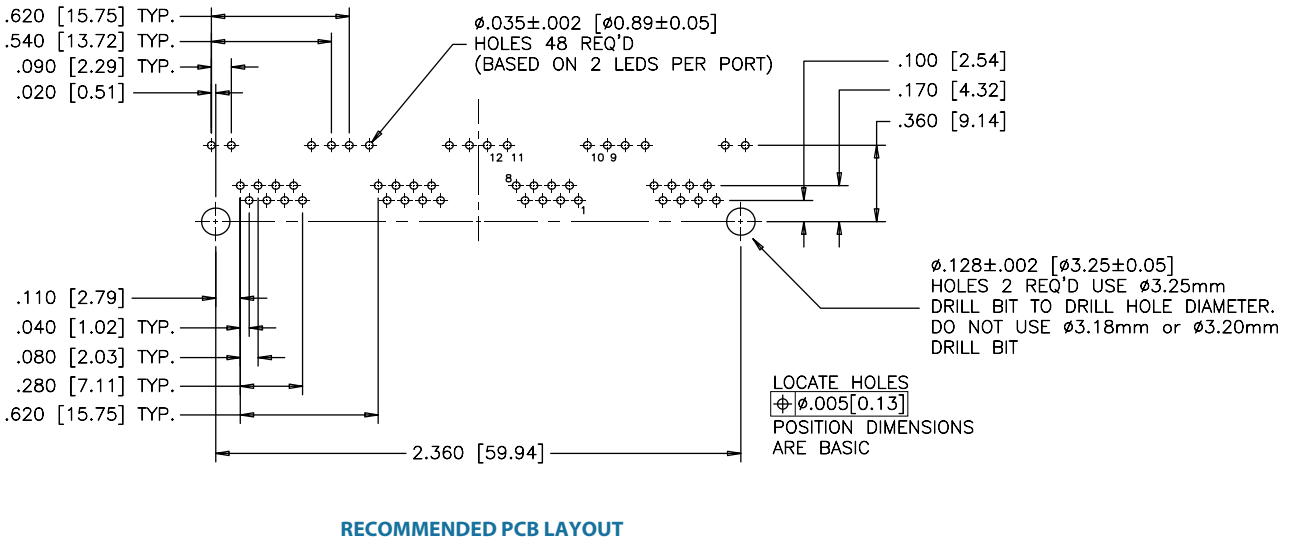 .620 [15.75] TYP.
.540 [13.72] TYP.
.090 [2.29] TYP.
.020 [0.51]
ø.035±.002 [ø0.89±0.05]
HOLES 48 REQ'D
(BASED ON 2 LEDS PER PORT)
.100 [2.54]
.170 [4.32]
.360 [9.14]
12 11
10 9
8
1
.110 [2.79]
.040 [1.02] TYP.
.080 [2.03] TYP.
.280 [7.11] TYP.
.620 [15.75] TYP.
2.360 [59.94]
ø.128±.002 [ø3.25±0.05]
HOLES 2 REQ'D USE ø3.25mm
DRILL BIT TO DRILL HOLE DIAMETER.
DO NOT USE ø3.18mm or ø3.20mm
DRILL BIT
LOCATE HOLES
⌖ ø.005[0.13]
POSITION DIMENSIONS
ARE BASIC
RECOMMENDED PCB LAYOUT